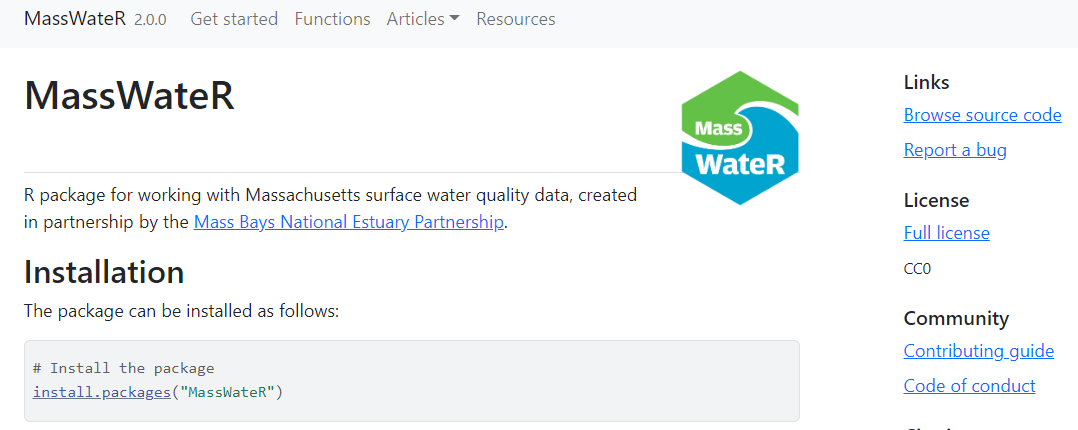 MassWateR 2.0.0 Get started Functions Articles Resources
MassWateR
Mass
WateR
R package for working with Massachusetts surface water quality data, created
in partnership by the Mass Bays National Estuary Partnership.
Installation
The package can be installed as follows:
# Install the package
install.packages("MassWateR")
Links
Browse source code
Report a bug
License
Full license
CC0
Community
Contributing guide
Code of conduct